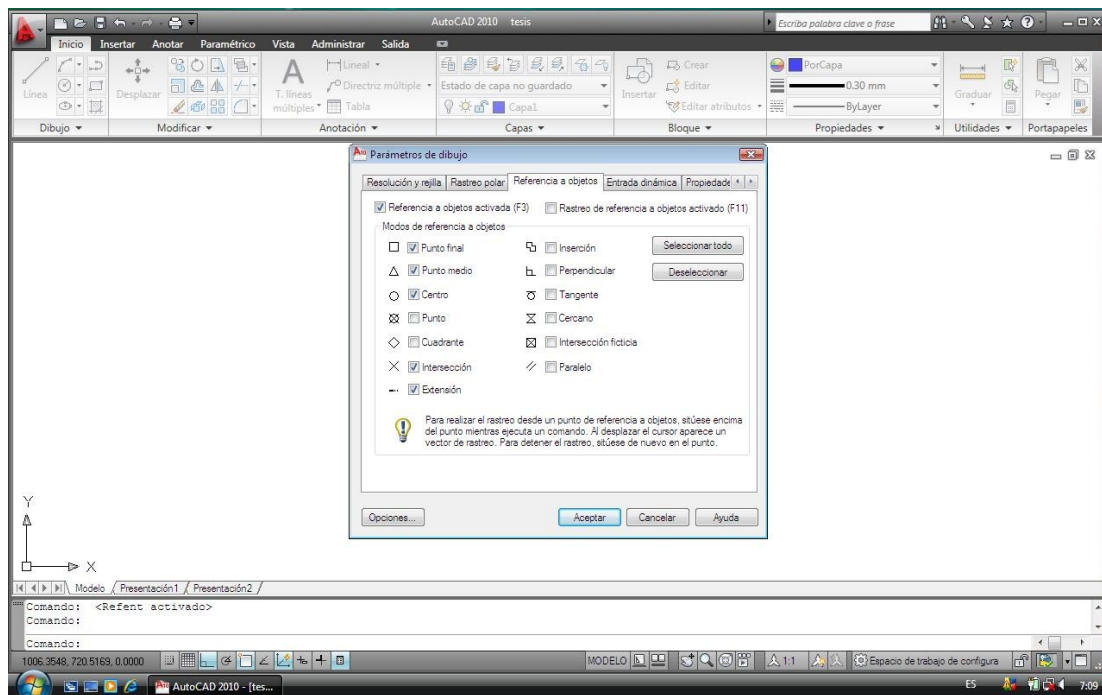 AutoCAD 2010 tesis
Escriba palabra clave o frase
Inicio Insertar Anotar Paramétrico Vista Administrar Salida
Línea
Desplazar
T. líneas múltiples
Lineal
Directriz múltiple
Tabla
Estado de capa no guardado
Capa1
Insertar
Crear
Editar
Editar atributos
PorCapa
0.30 mm
ByLayer
Graduar
Pegar
Dibujo Modificar Anotación Capas Bloque Propiedades Utilidades Portapapeles
Parámetros de dibujo
Resolución y rejilla Rastreo polar Referencia a objetos Entrada dinámica Propiedade
Referencia a objetos activada (F3) Rastreo de referencia a objetos activado (F11)
Modos de referencia a objetos
Punto final Inserción Seleccionar todo
Punto medio Perpendicular Deseleccionar
Centro Tangente
Punto Cercano
Cuadrante Intersección ficticia
Intersección Paralelo
Extensión
Para realizar el rastreo desde un punto de referencia a objetos, sitúese encima
del punto mientras ejecuta un comando. Al desplazar el cursor aparece un
vector de rastreo. Para detener el rastreo, sitúese de nuevo en el punto.
Opciones... Aceptar Cancelar Ayuda
Y
X
Modelo Presentación1 Presentación2
Comando: <Refent activado>
Comando:
Comando:
1006.3548, 720.5169, 0.0000 MODELO 1:1 Espacio de trabajo de configura
AutoCAD 2010 - [tes... ES 7:09